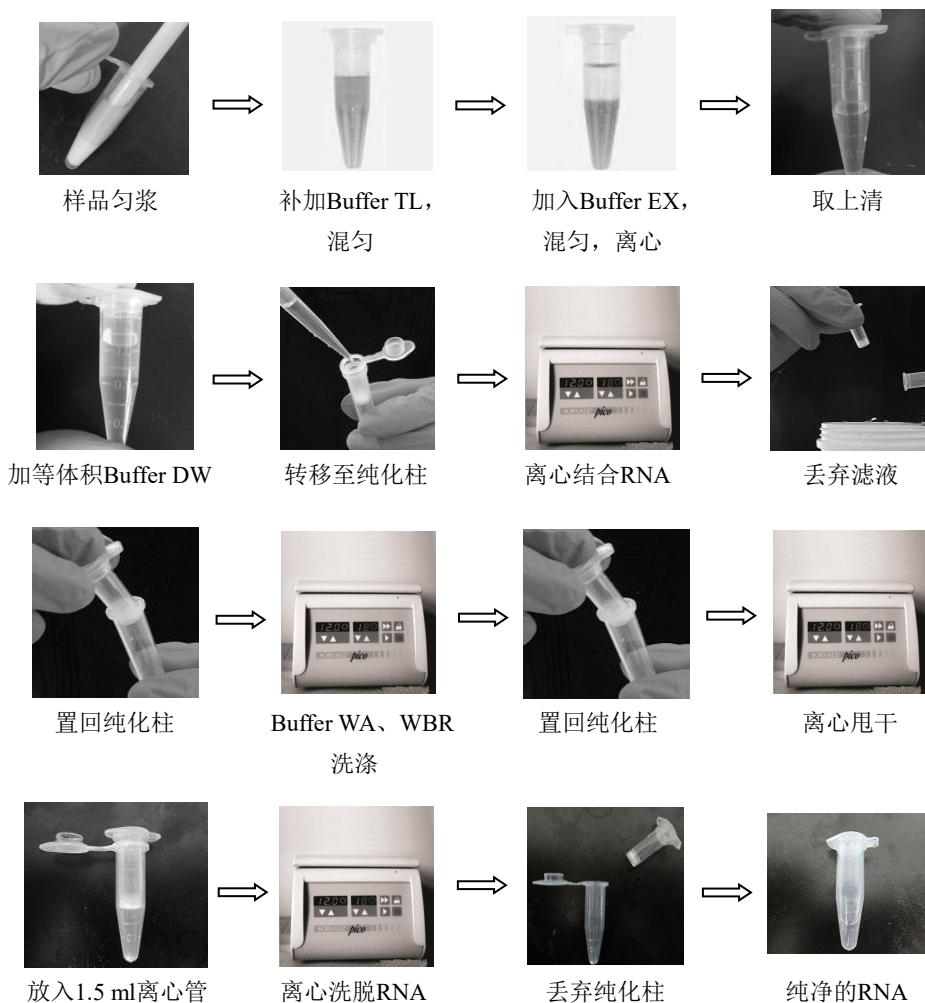 样品匀浆
补加Buffer TL，
混匀
加入Buffer EX，
混匀，离心
取上清
加等体积Buffer DW
转移至纯化柱
离心结合RNA
丢弃滤液
置回纯化柱
Buffer WA、WBR
洗涤
置回纯化柱
离心甩干
放入1.5 ml离心管
离心洗脱RNA
丢弃纯化柱
纯净的RNA